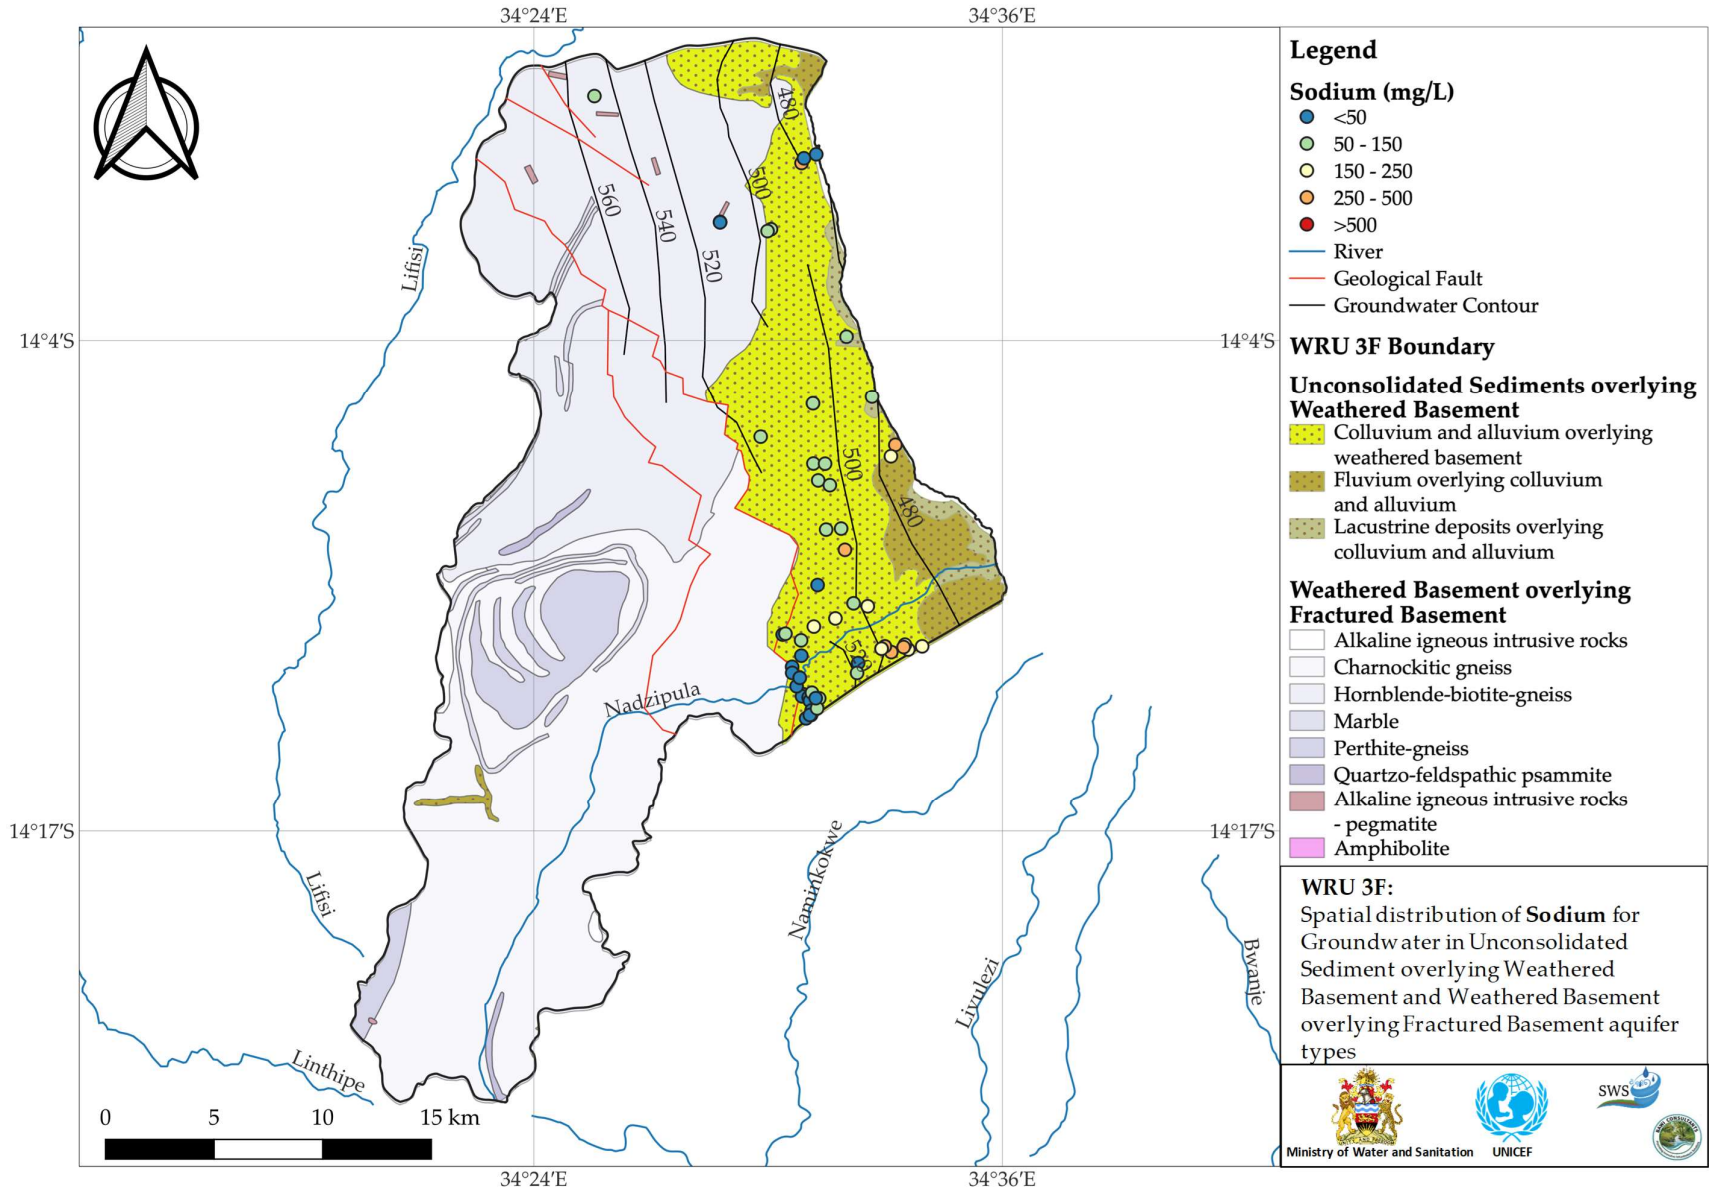 34°24′E
34°36′E
480
500
560
540
520
Lifisi
14°4′S
14°4′S
500
480
Nadzipula
14°17′S
14°17′S
Lifisi
Naminkokwe
Livulezi
Bwanje
Linthipe
0 5 10 15 km
34°24′E
34°36′E
Legend
Sodium (mg/L)
<50
50 - 150
150 - 250
250 - 500
>500
River
Geological Fault
Groundwater Contour
WRU 3F Boundary
Unconsolidated Sediments overlying
Weathered Basement
Colluvium and alluvium overlying
weathered basement
Fluvium overlying colluvium
and alluvium
Lacustrine deposits overlying
colluvium and alluvium
Weathered Basement overlying
Fractured Basement
Alkaline igneous intrusive rocks
Charnockitic gneiss
Hornblende-biotite-gneiss
Marble
Perthite-gneiss
Quartzo-feldspathic psammite
Alkaline igneous intrusive rocks
- pegmatite
Amphibolite
WRU 3F:
Spatial distribution of Sodium for
Groundwater in Unconsolidated
Sediment overlying Weathered
Basement and Weathered Basement
overlying Fractured Basement aquifer
types
SWS
Ministry of Water and Sanitation
UNICEF